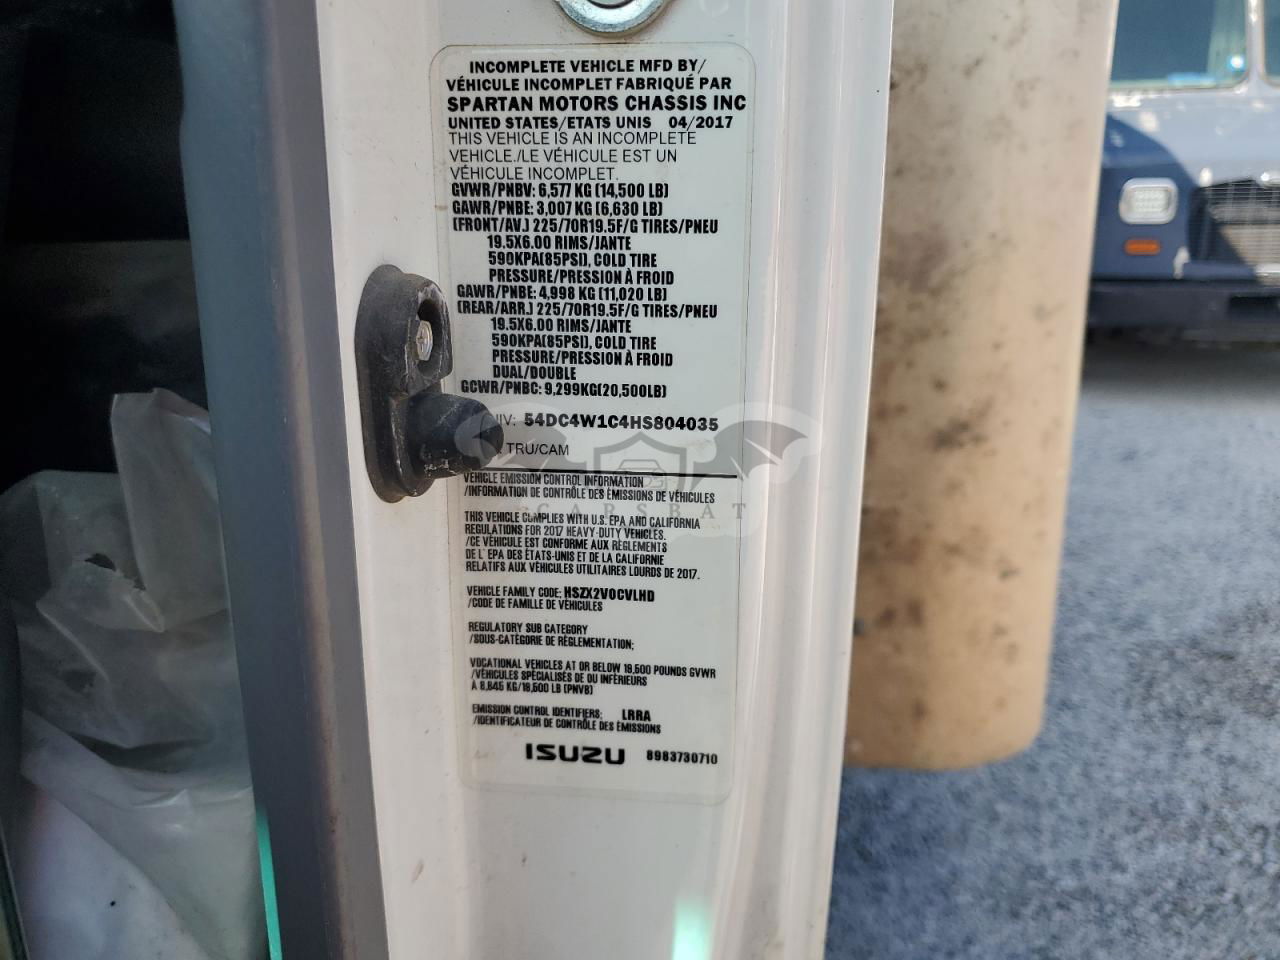 INCOMPLETE VEHICLE MFD BY/
VÉHICULE INCOMPLET FABRIQUÉ PAR
SPARTAN MOTORS CHASSIS INC
UNITED STATES/ETATS UNIS 04/2017
THIS VEHICLE IS AN INCOMPLETE
VEHICLE./LE VÉHICULE EST UN
VÉHICULE INCOMPLET.
GVWR/PNBV: 6,577 KG (14,500 LB)
GAWR/PNBE: 3,007 KG (6,630 LB)
(FRONT/AV.) 225/70R19.5F/G TIRES/PNEU
19.5X6.00 RIMS/JANTE
590KPA(85PSI), COLD TIRE
PRESSURE/PRESSION À FROID
GAWR/PNBE: 4,998 KG (11,020 LB)
(REAR/ARR.) 225/70R19.5F/G TIRES/PNEU
19.5X6.00 RIMS/JANTE
590KPA(85PSI), COLD TIRE
PRESSURE/PRESSION À FROID
DUAL/DOUBLE
GCWR/PNBC: 9,299KG(20,500LB)
54DC4W1C4HS804035
TRU/CAM
VEHICLE EMISSION CONTROL INFORMATION
/INFORMATION DE CONTRÔLE DES ÉMISSIONS DE VÉHICULES
CARSBAT
THIS VEHICLE COMPLIES WITH U.S. EPA AND CALIFORNIA
REGULATIONS FOR 2017 HEAVY-DUTY VEHICLES.
/CE VÉHICULE EST CONFORME AUX RÈGLEMENTS
DE L' EPA DES ÉTATS-UNIS ET DE LA CALIFORNIE
RELATIFS AUX VÉHICULES UTILITAIRES LOURDS DE 2017.
VEHICLE FAMILY CODE: HSZX2VOCVLHD
/CODE DE FAMILLE DE VÉHICULES
REGULATORY SUB CATEGORY
/SOUS-CATÉGORIE DE RÉGLEMENTATION;
VOCATIONAL VEHICLES AT OR BELOW 19,500 POUNDS GVWR
/VÉHICULES SPÉCIALISÉS DE OU INFÉRIEURS
À 8,845 KG/19,500 LB (PNVB)
EMISSION CONTROL IDENTIFIERS; LRRA
/IDENTIFICATEUR DE CONTRÔLE DES ÉMISSIONS
ISUZU 8983730710